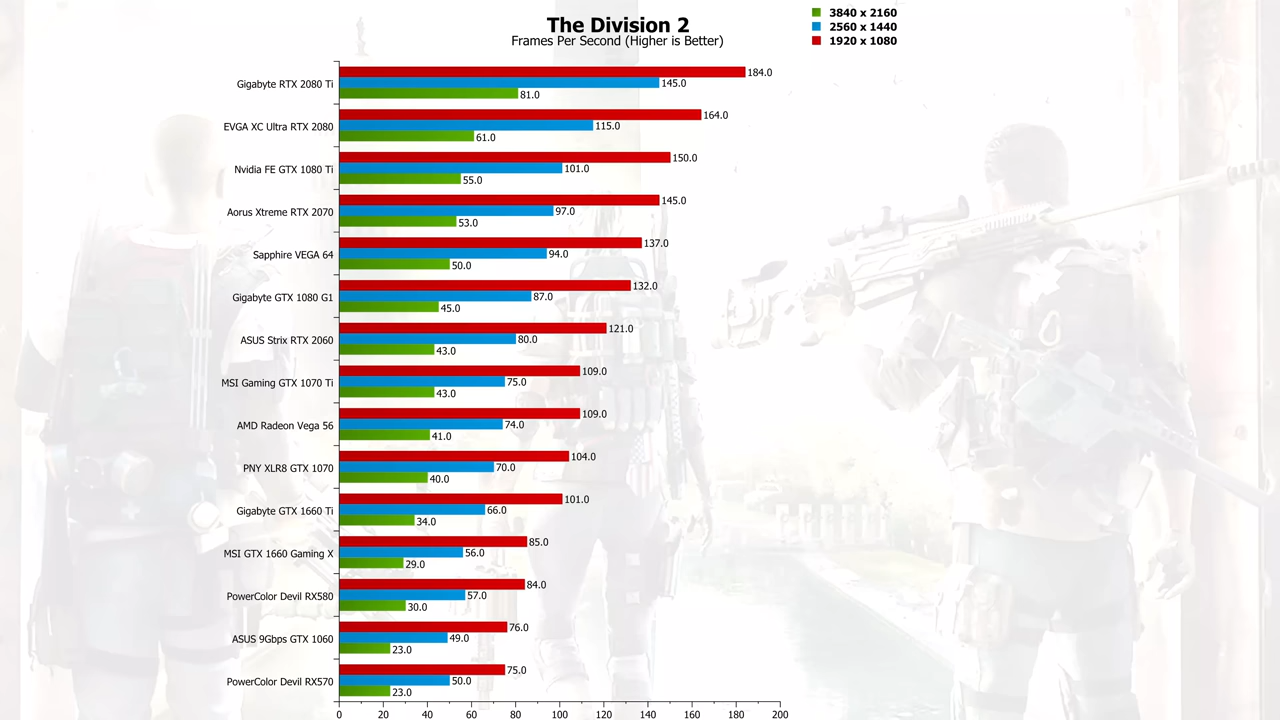 The Division 2
Frames Per Second (Higher is Better)
3840 x 2160
2560 x 1440
1920 x 1080
Gigabyte RTX 2080 Ti
184.0
145.0
81.0
EVGA XC Ultra RTX 2080
164.0
115.0
61.0
Nvidia FE GTX 1080 Ti
150.0
101.0
55.0
Aorus Xtreme RTX 2070
145.0
97.0
53.0
Sapphire VEGA 64
137.0
94.0
50.0
Gigabyte GTX 1080 G1
132.0
87.0
45.0
ASUS Strix RTX 2060
121.0
80.0
43.0
MSI Gaming GTX 1070 Ti
109.0
75.0
43.0
AMD Radeon Vega 56
109.0
74.0
41.0
PNY XLR8 GTX 1070
104.0
70.0
40.0
Gigabyte GTX 1660 Ti
101.0
66.0
34.0
MSI GTX 1660 Gaming X
85.0
56.0
29.0
PowerColor Devil RX580
84.0
57.0
30.0
ASUS 9Gbps GTX 1060
76.0
49.0
23.0
PowerColor Devil RX570
75.0
50.0
23.0
0 20 40 60 80 100 120 140 160 180 200